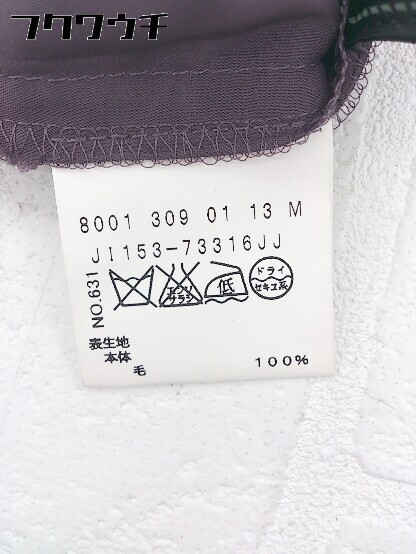 フクワウチ
8001 309 01 13 M
JI153-73316JJ
NO.631
エンソ
サラシ
低
ドライ
セキユ系
表生地
本体
毛 100%